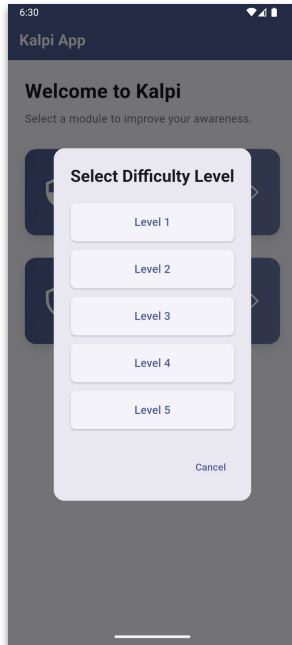 6:30
Kalpi App
Welcome to Kalpi
Select a module to improve your awareness.
Select Difficulty Level
Level 1
Level 2
Level 3
Level 4
Level 5
Cancel